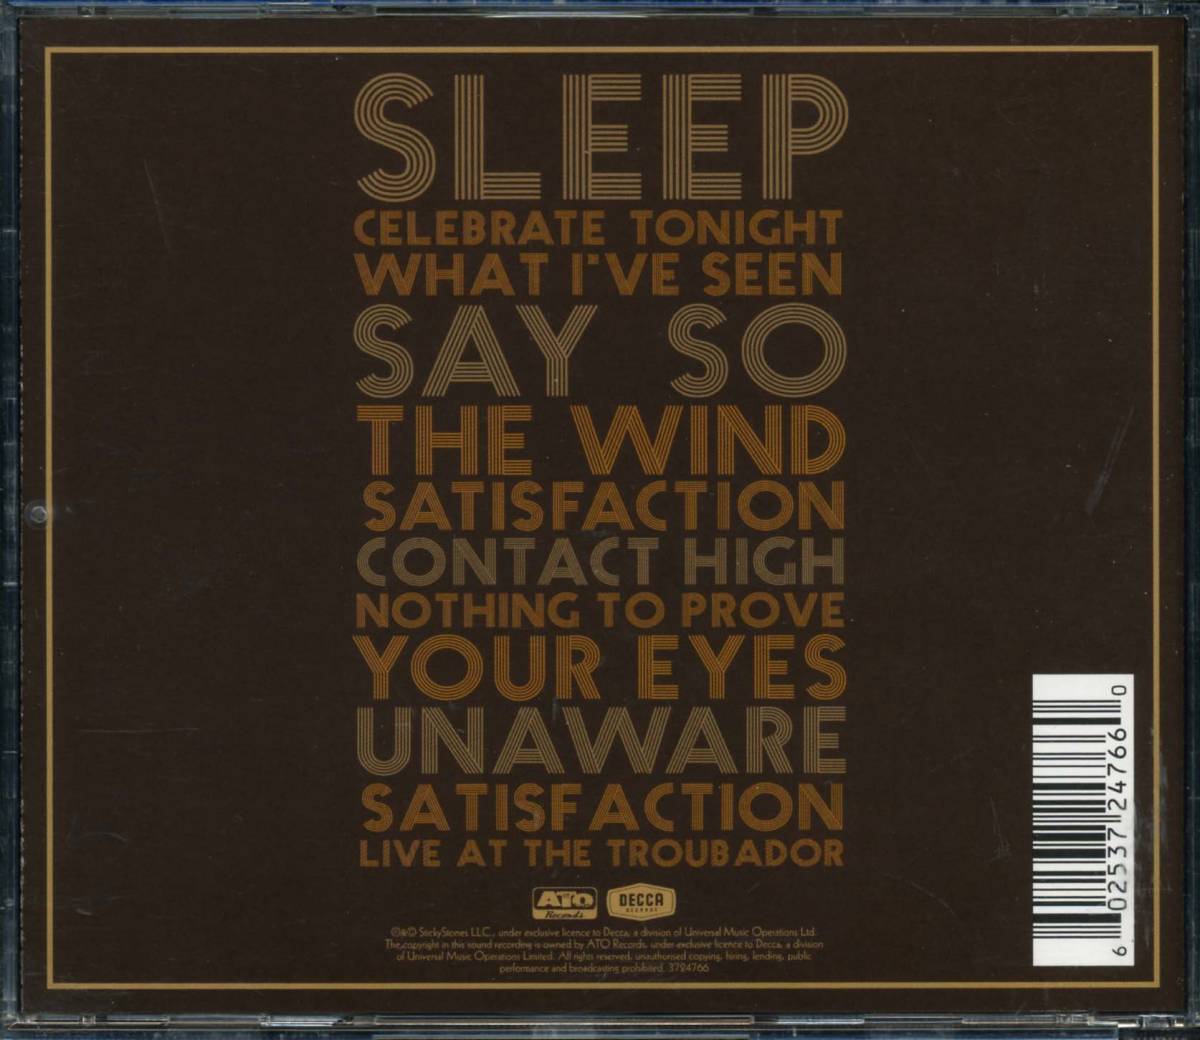 SLEEP
CELEBRATE TONIGHT
WHAT I'VE SEEN
SAY SO
THE WIND
SATISFACTION
CONTACT HIGH
NOTHING TO PROVE
YOUR EYES
UNAWARE
SATISFACTION
LIVE AT THE TROUBADOR
ATO
Records
DECCA
RECORDS
℗&© StickyStones LLC., under exclusive licence to Decca, a division of Universal Music Operations Ltd.
The copyright in this sound recording is owned by ATO Records, under exclusive licence to Decca, a division
of Universal Music Operations Limited. All rights reserved, unauthorised copying, hiring, lending, public
performance and broadcasting prohibited. 3724766
6 02537 24766 0